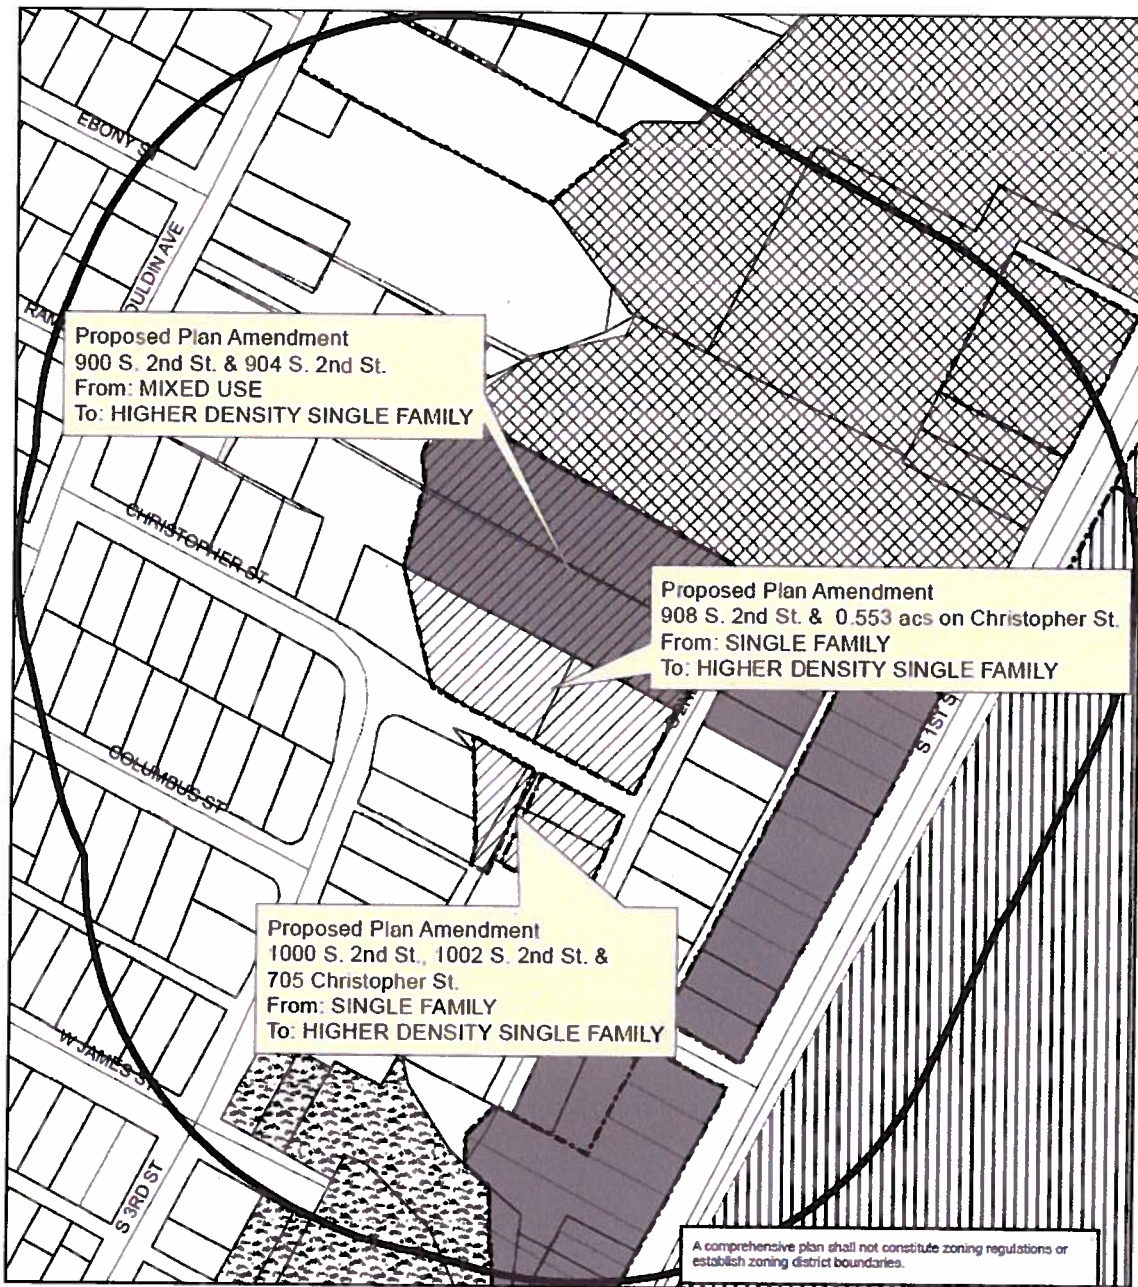 EBONY ST
OULDIN AVE
Proposed Plan Amendment
900 S. 2nd St. & 904 S. 2nd St.
From: MIXED USE
To: HIGHER DENSITY SINGLE FAMILY
CHRISTOPHER ST
Proposed Plan Amendment
908 S. 2nd St. & 0.553 acs on Christopher St.
From: SINGLE FAMILY
To: HIGHER DENSITY SINGLE FAMILY
S 1ST S
COLUMBUS ST
Proposed Plan Amendment
1000 S. 2nd St., 1002 S. 2nd St. &
705 Christopher St.
From: SINGLE FAMILY
To: HIGHER DENSITY SINGLE FAMILY
W JAMES S
S 3RD ST
A comprehensive plan shall not constitute zoning regulations or
establish zoning district boundaries.